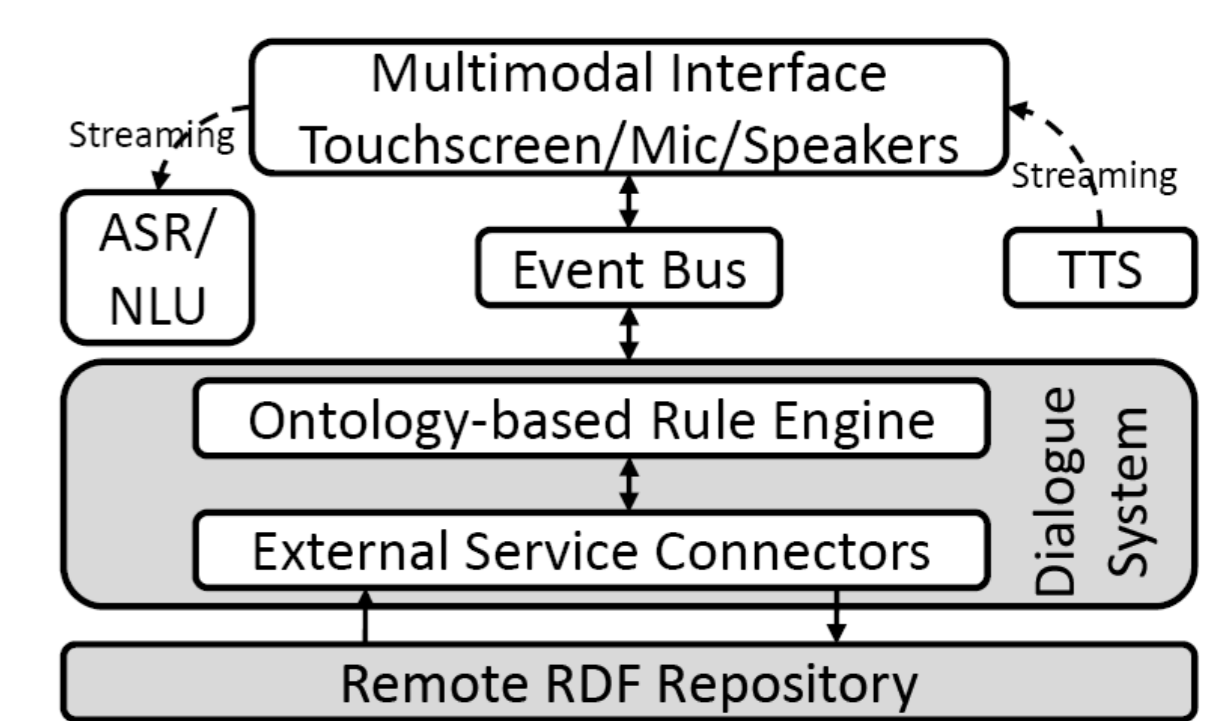 Multimodal Interface
Touchscreen/Mic/Speakers
Streaming
Streaming
ASR/
NLU
Event Bus
TTS
Ontology-based Rule Engine
External Service Connectors
Dialogue
System
Remote RDF Repository